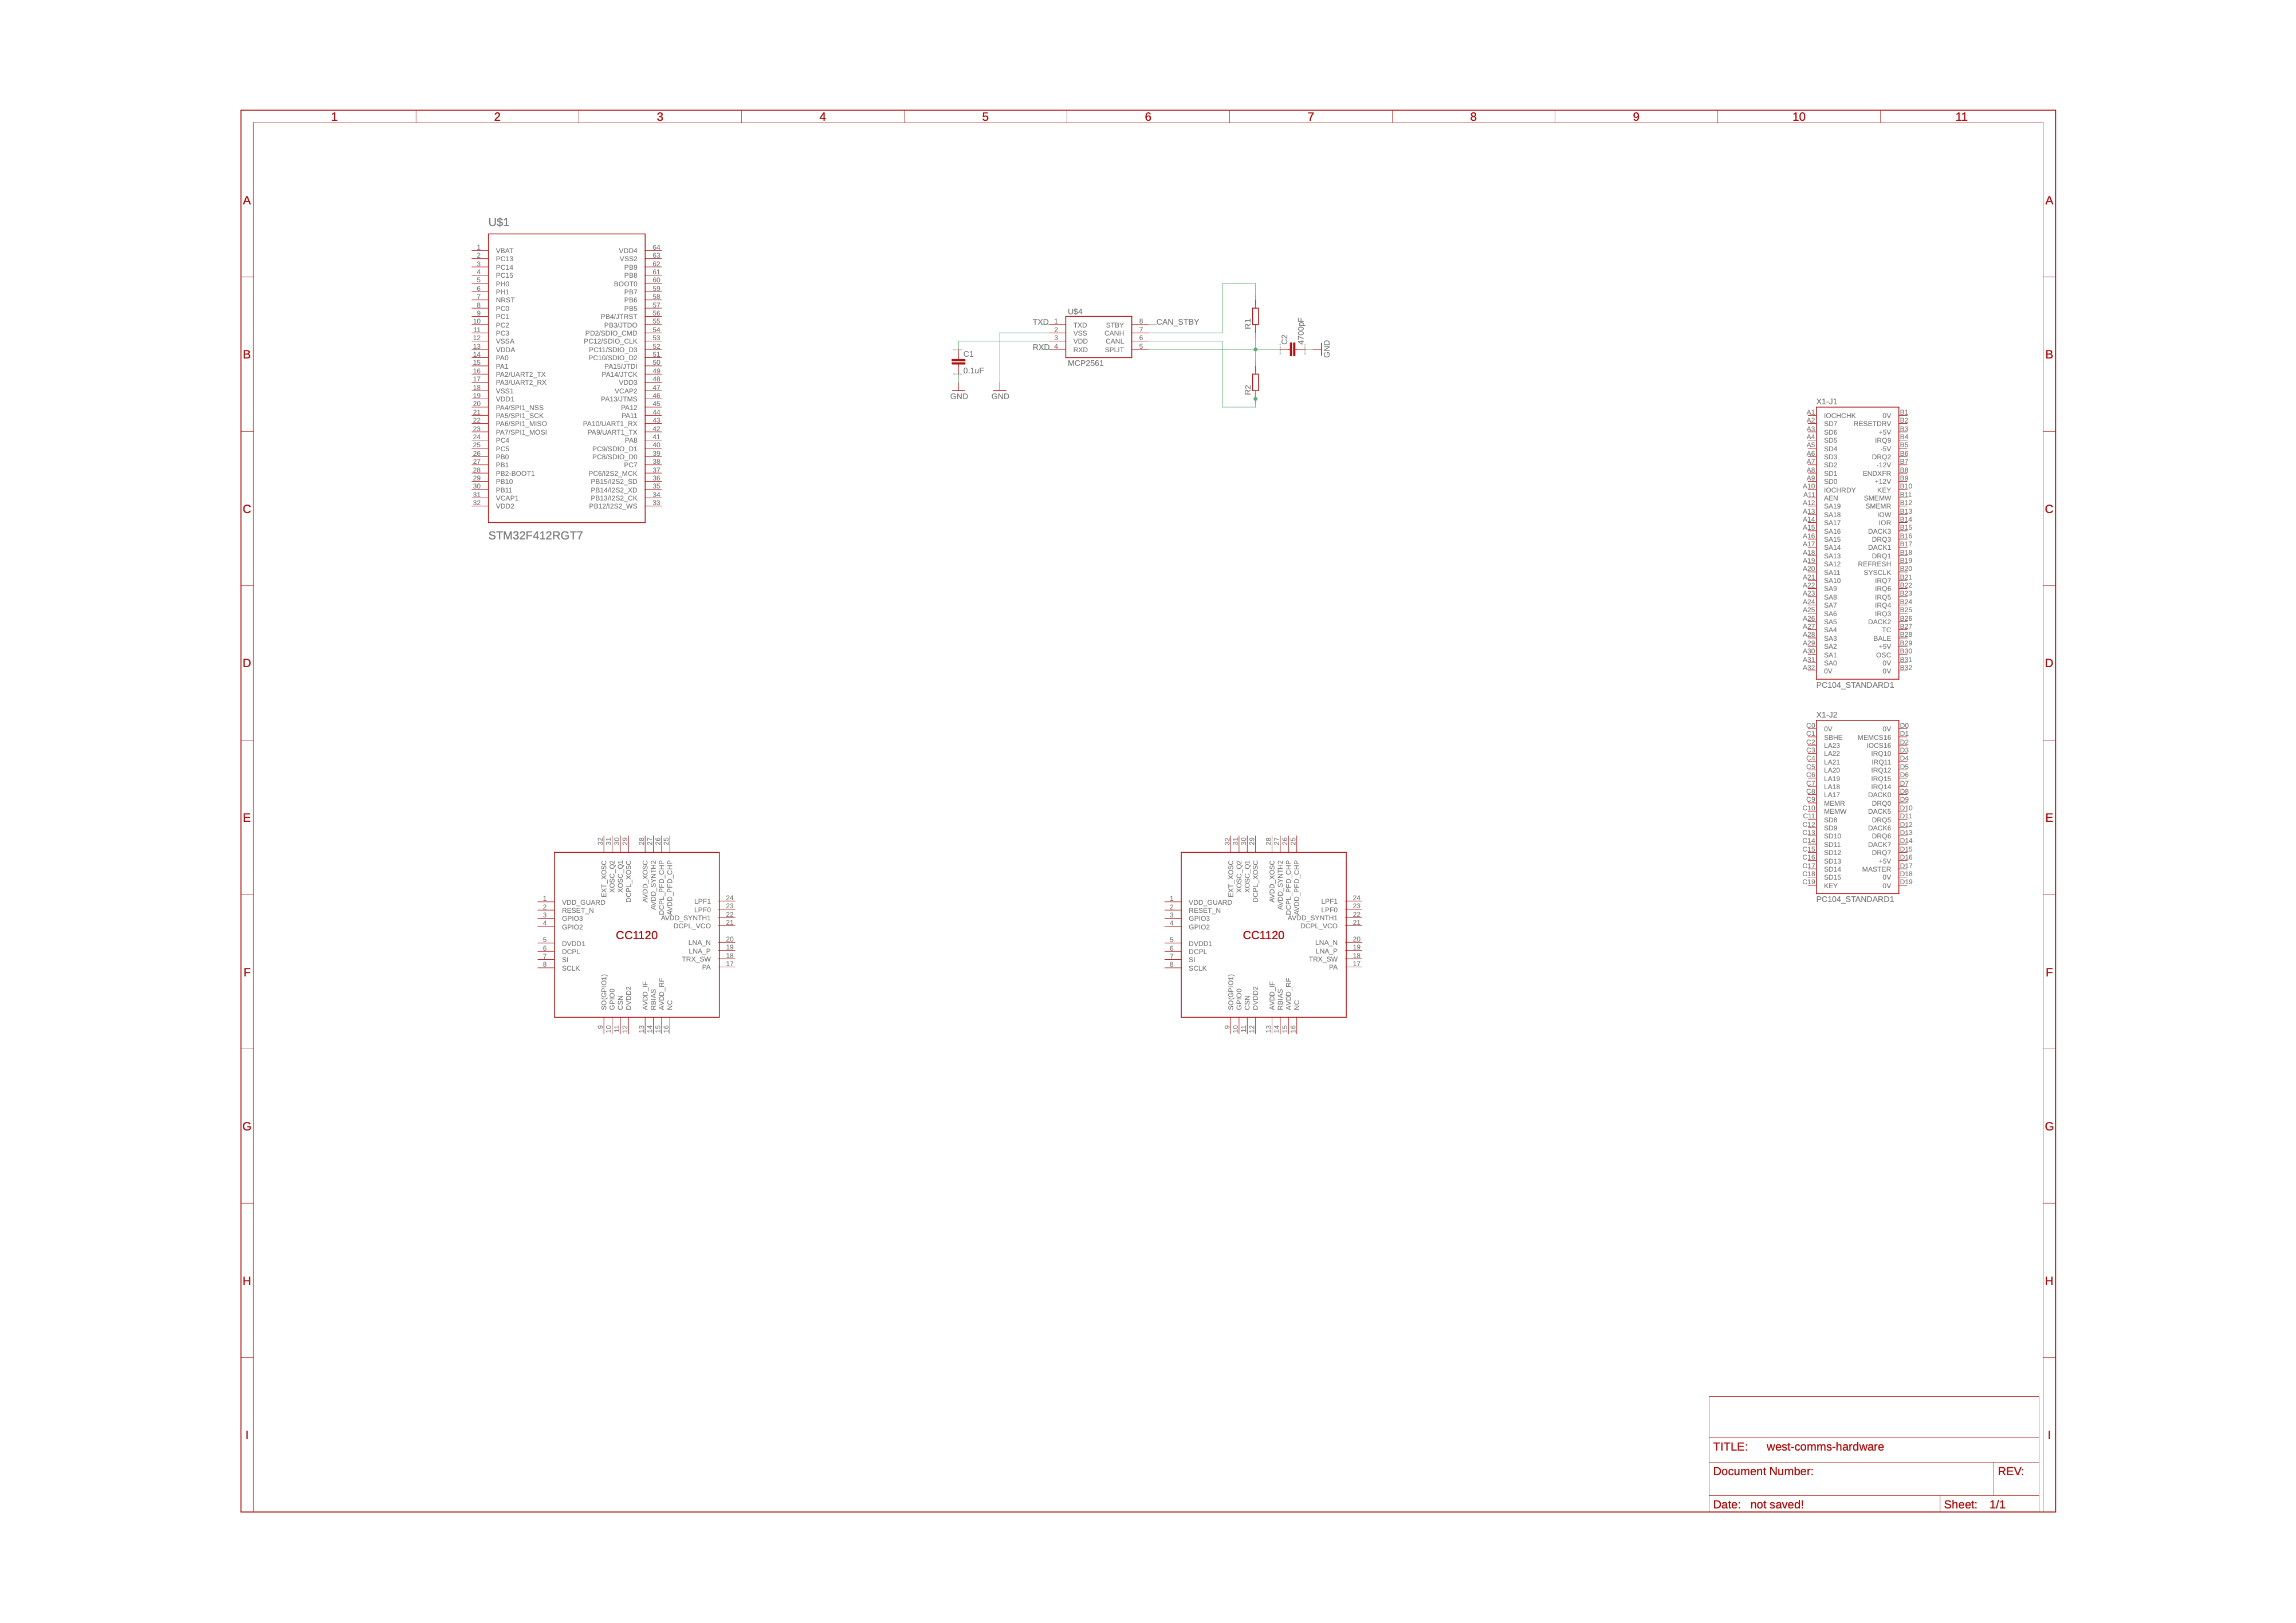 1 2 3 4 5 6 7 8 9 10 11
A A
B B
C C
D D
E E
F F
G G
H H
I I
U$1
1 VBAT VDD4 64
2 PC13 VSS2 63
3 PC14 PB9 62
4 PC15 PB8 61
5 PH0 BOOT0 60
6 PH1 PB7 59
7 NRST PB6 58
8 PC0 PB5 57
9 PC1 PB4/JTRST 56
10 PC2 PB3/JTDO 55
11 PC3 PD2/SDIO_CMD 54
12 VSSA PC12/SDIO_CLK 53
13 VDDA PC11/SDIO_D3 52
14 PA0 PC10/SDIO_D2 51
15 PA1 PA15/JTDI 50
16 PA2/UART2_TX PA14/JTCK 49
17 PA3/UART2_RX VDD3 48
18 VSS1 VCAP2 47
19 VDD1 PA13/JTMS 46
20 PA4/SPI1_NSS PA12 45
21 PA5/SPI1_SCK PA11 44
22 PA6/SPI1_MISO PA10/UART1_RX 43
23 PA7/SPI1_MOSI PA9/UART1_TX 42
24 PC4 PA8 41
25 PC5 PC9/SDIO_D1 40
26 PB0 PC8/SDIO_D0 39
27 PB1 PC7 38
28 PB2-BOOT1 PC6/I2S2_MCK 37
29 PB10 PB15/I2S2_SD 36
30 PB11 PB14/I2S2_XD 35
31 VCAP1 PB13/I2S2_CK 34
32 VDD2 PB12/I2S2_WS 33
STM32F412RGT7
U$4
TXD 1 TXD STBY 8 CAN_STBY
2 VSS CANH 7
3 VDD CANL 6
RXD 4 RXD SPLIT 5
MCP2561
C1
0.1uF
GND GND
R1
R2
C2
4700pF
GND
X1-J1
A1 IOCHCHK 0V B1
A2 SD7 RESETDRV B2
A3 SD6 +5V B3
A4 SD5 IRQ9 B4
A5 SD4 -5V B5
A6 SD3 DRQ2 B6
A7 SD2 -12V B7
A8 SD1 ENDXFR B8
A9 SD0 +12V B9
A10 IOCHRDY KEY B10
A11 AEN SMEMW B11
A12 SA19 SMEMR B12
A13 SA18 IOW B13
A14 SA17 IOR B14
A15 SA16 DACK3 B15
A16 SA15 DRQ3 B16
A17 SA14 DACK1 B17
A18 SA13 DRQ1 B18
A19 SA12 REFRESH B19
A20 SA11 SYSCLK B20
A21 SA10 IRQ7 B21
A22 SA9 IRQ6 B22
A23 SA8 IRQ5 B23
A24 SA7 IRQ4 B24
A25 SA6 IRQ3 B25
A26 SA5 DACK2 B26
A27 SA4 TC B27
A28 SA3 BALE B28
A29 SA2 +5V B29
A30 SA1 OSC B30
A31 SA0 0V B31
A32 0V 0V B32
PC104_STANDARD1
X1-J2
C0 0V 0V D0
C1 SBHE MEMCS16 D1
C2 LA23 IOCS16 D2
C3 LA22 IRQ10 D3
C4 LA21 IRQ11 D4
C5 LA20 IRQ12 D5
C6 LA19 IRQ15 D6
C7 LA18 IRQ14 D7
C8 LA17 DACK0 D8
C9 MEMR DRQ0 D9
C10 MEMW DACK5 D10
C11 SD8 DRQ5 D11
C12 SD9 DACK6 D12
C13 SD10 DRQ6 D13
C14 SD11 DACK7 D14
C15 SD12 DRQ7 D15
C16 SD13 +5V D16
C17 SD14 MASTER D17
C18 SD15 0V D18
C19 KEY 0V D19
PC104_STANDARD1
32 31 30 29 28 27 26 25
EXT_XOSC XOSC_Q2 XOSC_Q1 DCPL_XOSC AVDD_XOSC AVDD_SYNTH2 DCPL_PFD_CHP AVDD_PFD_CHP
1 VDD_GUARD LPF1 24
2 RESET_N LPF0 23
3 GPIO3 AVDD_SYNTH1 22
4 GPIO2 DCPL_VCO 21
CC1120
5 DVDD1 LNA_N 20
6 DCPL LNA_P 19
7 SI TRX_SW 18
8 SCLK PA 17
SO(GPIO1) GPIO0 CSN DVDD2 AVDD_IF RBIAS AVDD_RF NC
9 10 11 12 13 14 15 16
32 31 30 29 28 27 26 25
EXT_XOSC XOSC_Q2 XOSC_Q1 DCPL_XOSC AVDD_XOSC AVDD_SYNTH2 DCPL_PFD_CHP AVDD_PFD_CHP
1 VDD_GUARD LPF1 24
2 RESET_N LPF0 23
3 GPIO3 AVDD_SYNTH1 22
4 GPIO2 DCPL_VCO 21
CC1120
5 DVDD1 LNA_N 20
6 DCPL LNA_P 19
7 SI TRX_SW 18
8 SCLK PA 17
SO(GPIO1) GPIO0 CSN DVDD2 AVDD_IF RBIAS AVDD_RF NC
9 10 11 12 13 14 15 16
TITLE: west-comms-hardware
Document Number: REV:
Date: not saved! Sheet: 1/1
1 2 3 4 5 6 7 8 9 10 11